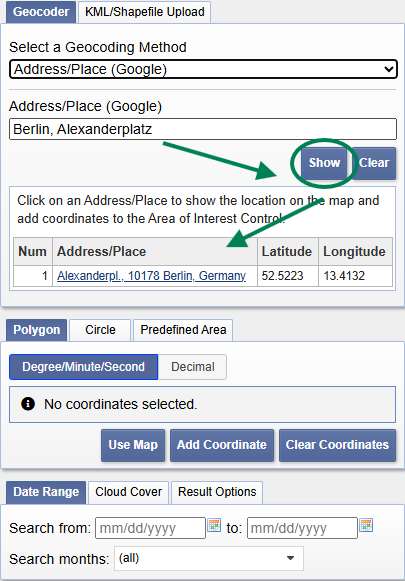 Geocoder KML/Shapefile Upload
Select a Geocoding Method
Address/Place (Google)
Address/Place (Google)
Berlin, Alexanderplatz
Show Clear
Click on an Address/Place to show the location on the map and
add coordinates to the Area of Interest Control.
Num Address/Place Latitude Longitude
1 Alexanderpl., 10178 Berlin, Germany 52.5223 13.4132
Polygon Circle Predefined Area
Degree/Minute/Second Decimal
No coordinates selected.
Use Map Add Coordinate Clear Coordinates
Date Range Cloud Cover Result Options
Search from: mm/dd/yyyy to: mm/dd/yyyy
Search months: (all)